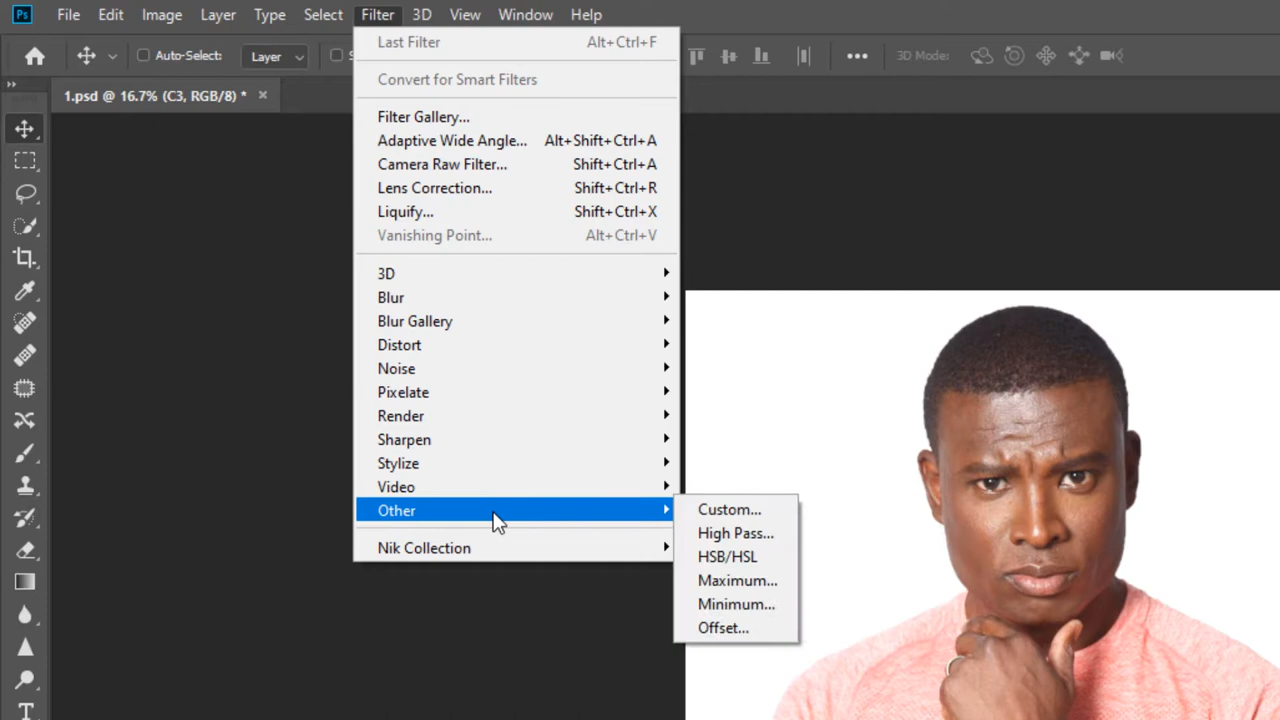 Ps File Edit Image Layer Type Select Filter 3D View Window Help
Auto-Select: Layer S 3D Mode:
1.psd @ 16.7% (C3, RGB/8) *
Last Filter Alt+Ctrl+F
Convert for Smart Filters
Filter Gallery...
Adaptive Wide Angle... Alt+Shift+Ctrl+A
Camera Raw Filter... Shift+Ctrl+A
Lens Correction... Shift+Ctrl+R
Liquify... Shift+Ctrl+X
Vanishing Point... Alt+Ctrl+V
3D
Blur
Blur Gallery
Distort
Noise
Pixelate
Render
Sharpen
Stylize
Video
Other
Nik Collection
Custom...
High Pass...
HSB/HSL
Maximum...
Minimum...
Offset...